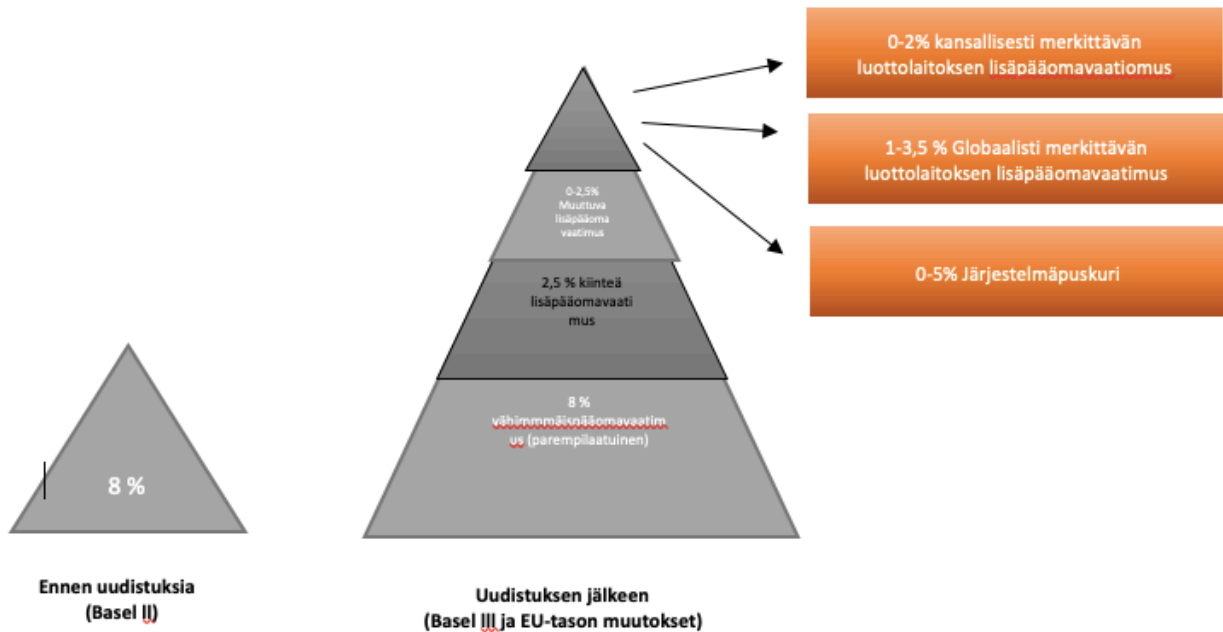 0-2% kansallisesti merkittävän
luottolaitoksen lisäpääomavaatiomus
1-3,5 % Globaalisti merkittävän
luottolaitoksen lisäpääomavaatimus
0-5% Järjestelmäpuskuri
0-2,5%
Muuttuva
lisäpääoma
vaatimus
2,5 % kiinteä
lisäpääomavaati
mus
8 %
vähimmmäispääomavaatim
us (parempilaatuinen)
8 %
Ennen uudistuksia
(Basel II)
Uudistuksen jälkeen
(Basel III ja EU-tason muutokset)